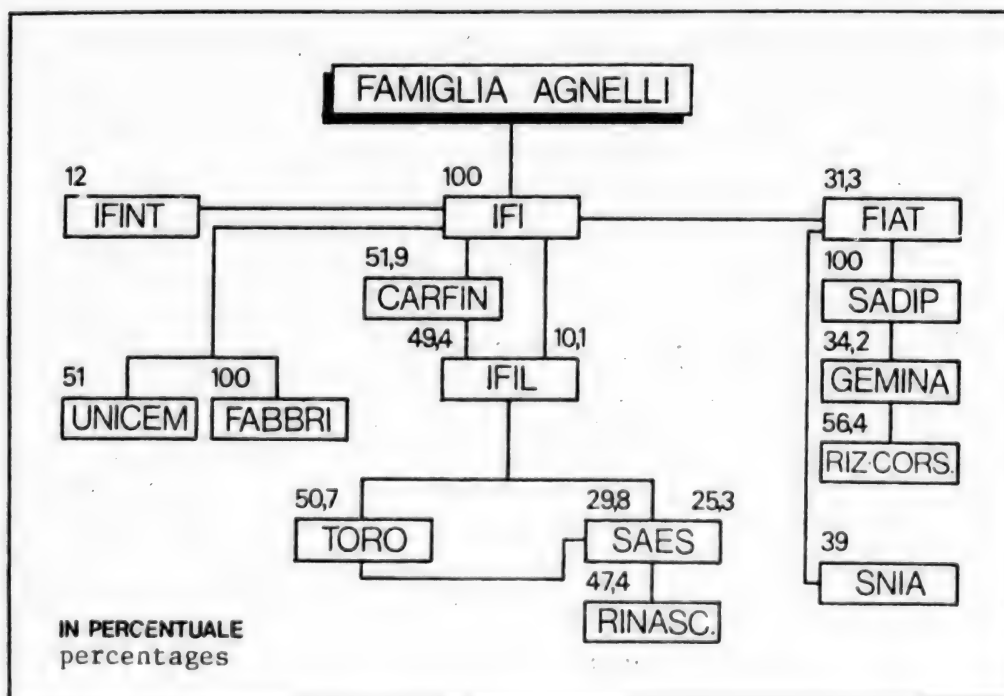 FAMIGLIA AGNELLI
12 100 31,3
IFINT IFI FIAT
51,9 100
CARFIN SADIP
49,4 10,1 34,2
IFIL GEMINA
51 100 56,4
UNICEM FABBRI RIZ·CORS.
50,7 29,8 25,3 39
TORO SAES SNIA
47,4
RINASC.
IN PERCENTUALE
percentages